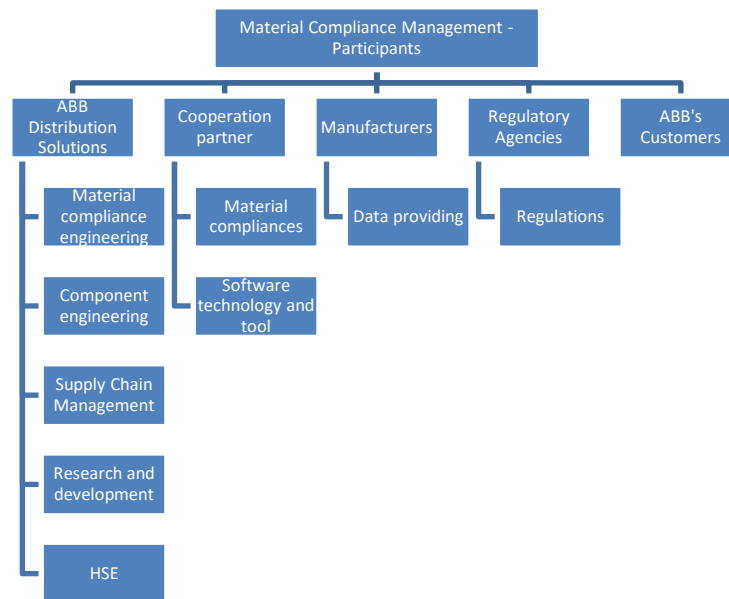 Material Compliance Management -
Participants
ABB
Distribution
Solutions
Cooperation
partner
Manufacturers
Regulatory
Agencies
ABB's
Customers
Material
compliance
engineering
Material
compliances
Data providing
Regulations
Component
engineering
Software
technology and
tool
Supply Chain
Management
Research and
development
HSE